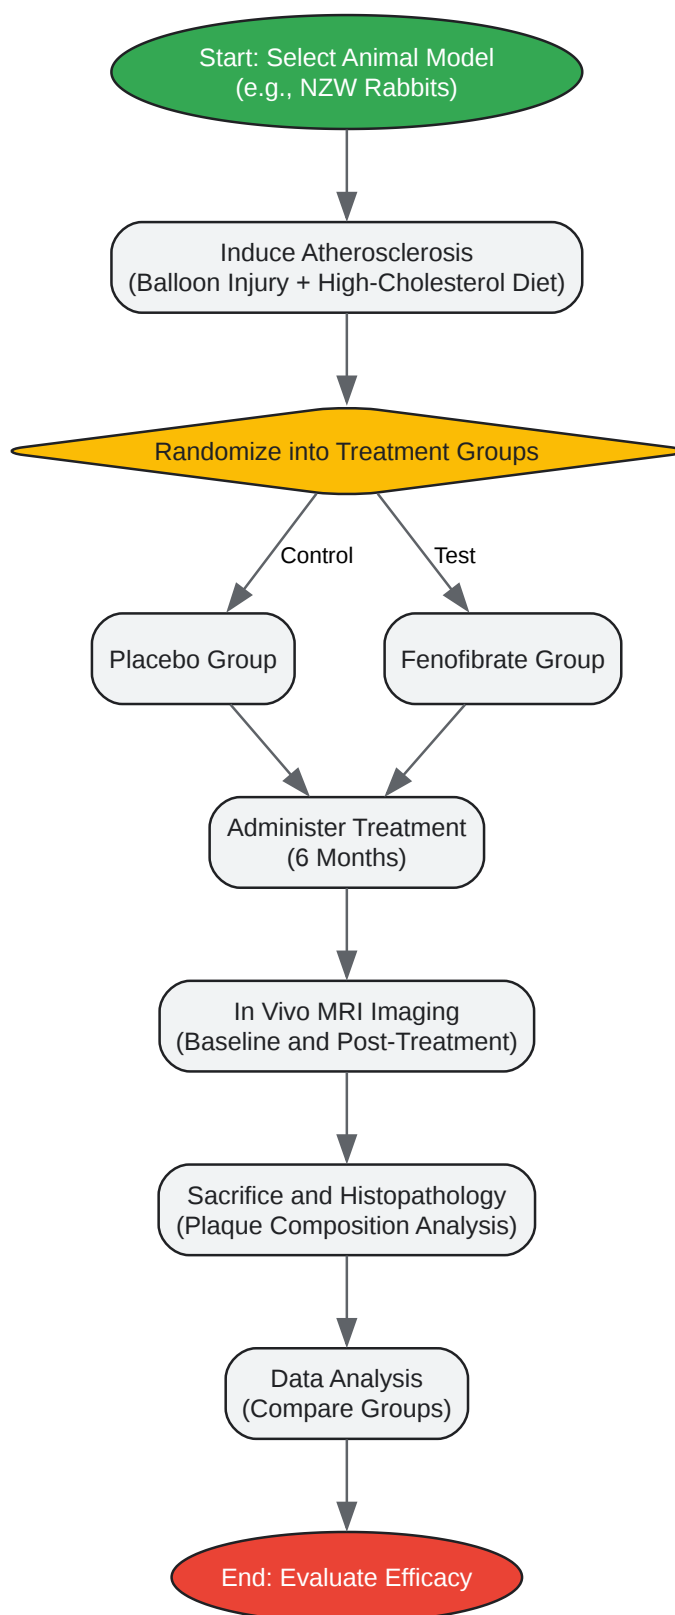 Start: Select Animal Model
(e.g., NZW Rabbits)
Induce Atherosclerosis
(Balloon Injury + High-Cholesterol Diet)
Randomize into Treatment Groups
Control
Test
Placebo Group
Fenofibrate Group
Administer Treatment
(6 Months)
In Vivo MRI Imaging
(Baseline and Post-Treatment)
Sacrifice and Histopathology
(Plaque Composition Analysis)
Data Analysis
(Compare Groups)
End: Evaluate Efficacy